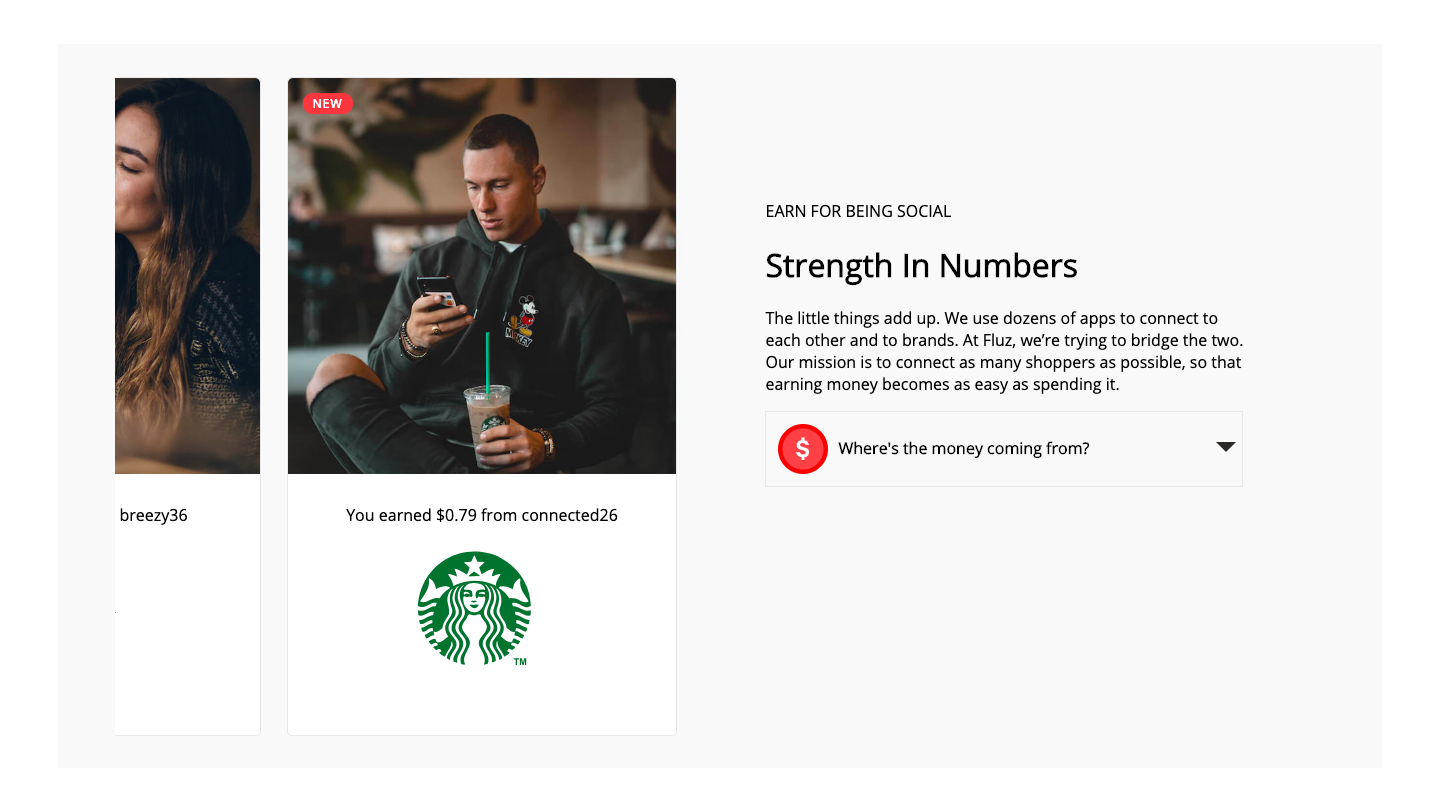 NEW
MICKEY
breezy36
You earned $0.79 from connected26
TM
EARN FOR BEING SOCIAL
Strength In Numbers
The little things add up. We use dozens of apps to connect to
each other and to brands. At Fluz, we’re trying to bridge the two.
Our mission is to connect as many shoppers as possible, so that
earning money becomes as easy as spending it.
$
Where's the money coming from?